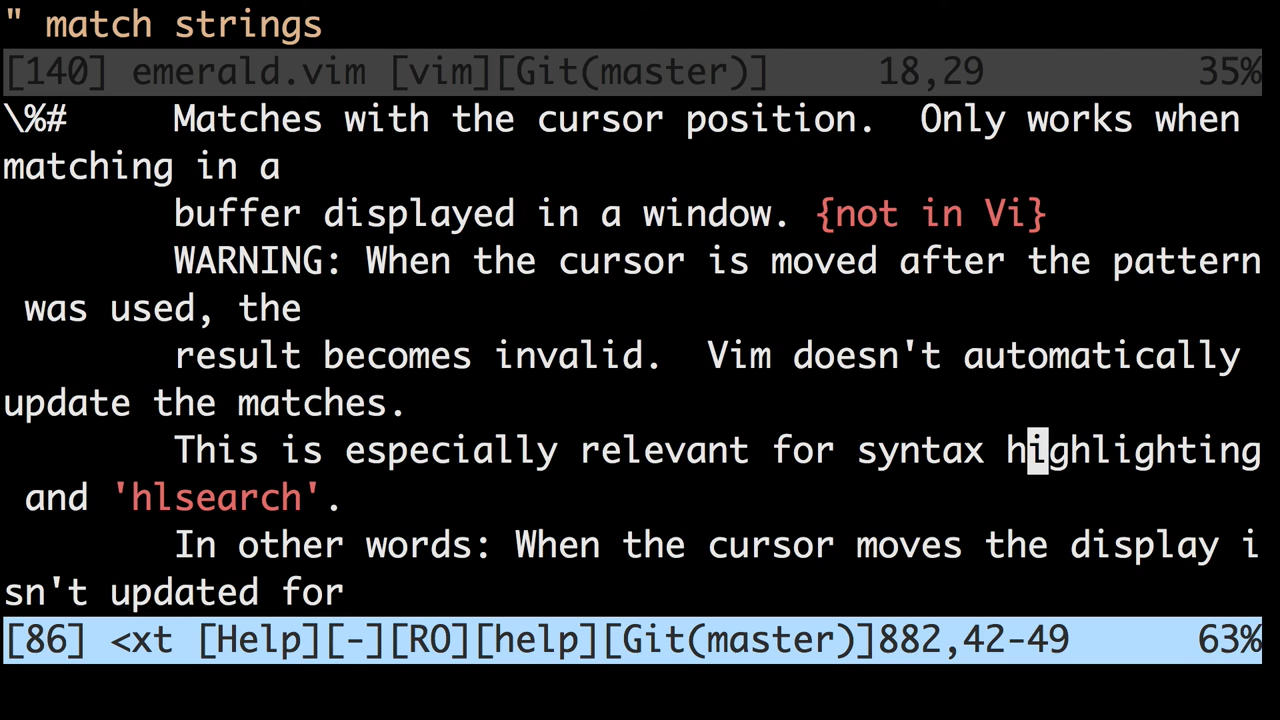 " match strings
[140] emerald.vim [vim][Git(master)] 18,29 35%
\%# Matches with the cursor position. Only works when
matching in a
buffer displayed in a window. {not in Vi}
WARNING: When the cursor is moved after the pattern
was used, the
result becomes invalid. Vim doesn't automatically
update the matches.
This is especially relevant for syntax highlighting
and 'hlsearch'.
In other words: When the cursor moves the display i
sn't updated for
[86] <xt [Help][-][RO][help][Git(master)]882,42-49 63%